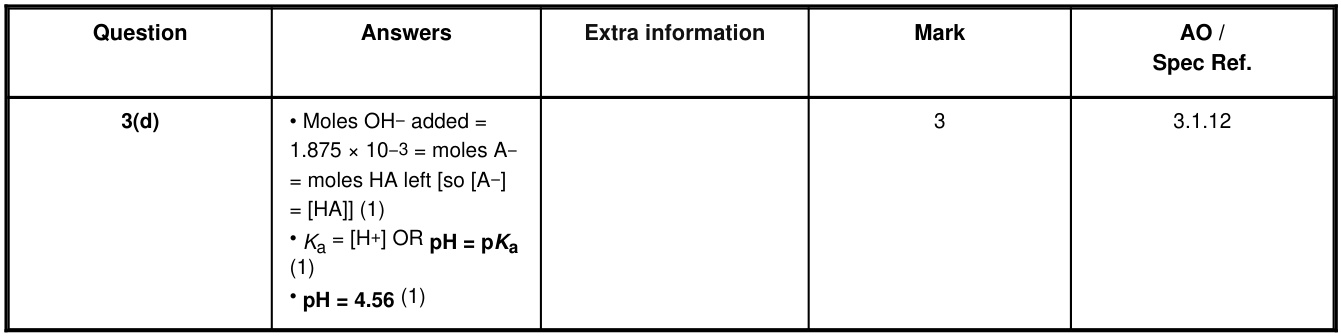 Question Answers Extra information Mark AO /
Spec Ref.
3(d) • Moles OH– added = 3 3.1.12
1.875 × 10–3 = moles A–
= moles HA left [so [A–]
= [HA]] (1)
• Ka = [H+] OR pH = pKa
(1)
• pH = 4.56 (1)